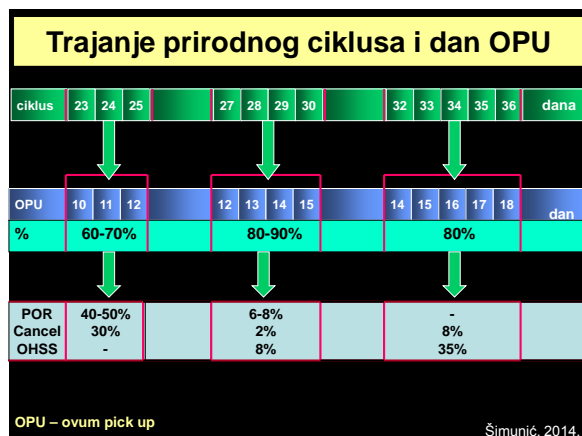 Trajanje prirodnog ciklusa i dan OPU
ciklus 23 24 25 27 28 29 30 32 33 34 35 36 dana
OPU 10 11 12 12 13 14 15 14 15 16 17 18 dan
% 60-70% 80-90% 80%
POR 40-50% 6-8% -
Cancel 30% 2% 8%
OHSS - 8% 35%
OPU – ovum pick up
Šimunić, 2014.